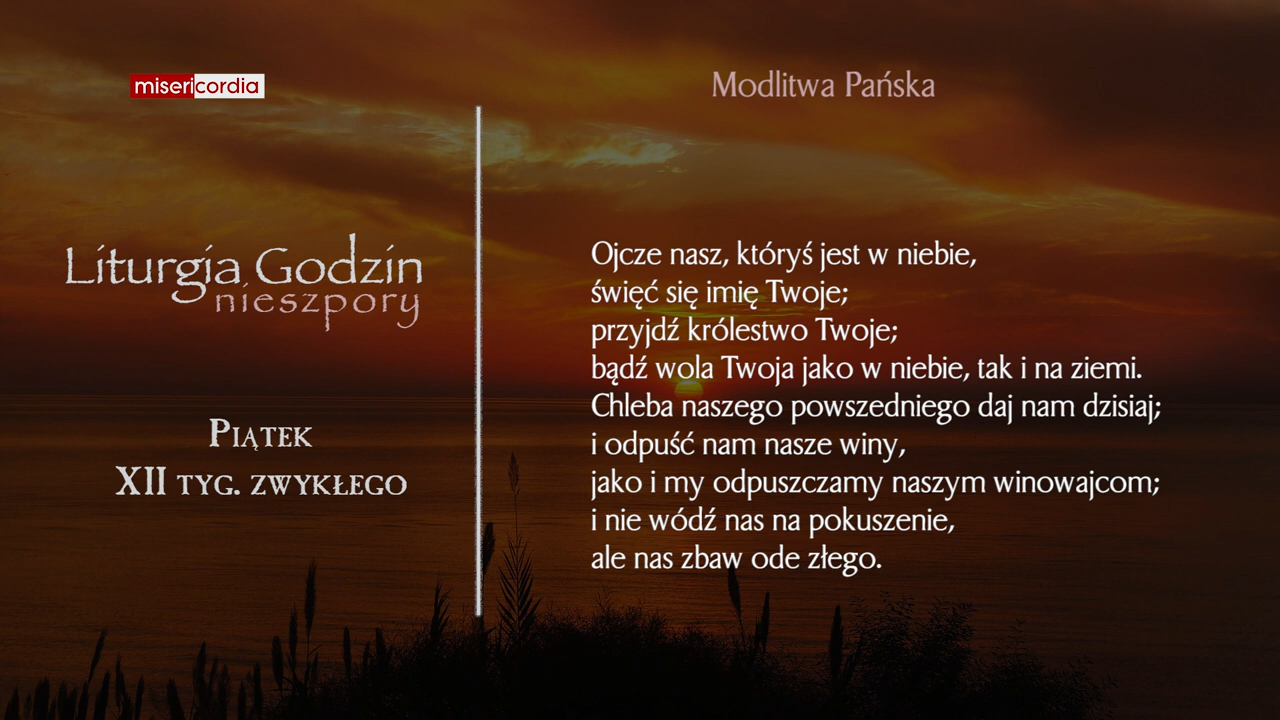 misericordia
Liturgia Godzin
nieszpory
Piątek
XII tyg. zwykłego
Modlitwa Pańska
Ojcze nasz, któryś jest w niebie,
święć się imię Twoje;
przyjdź królestwo Twoje;
bądź wola Twoja jako w niebie, tak i na ziemi.
Chleba naszego powszedniego daj nam dzisiaj;
i odpuść nam nasze winy,
jako i my odpuszczamy naszym winowajcom;
i nie wódź nas na pokuszenie,
ale nas zbaw ode złego.